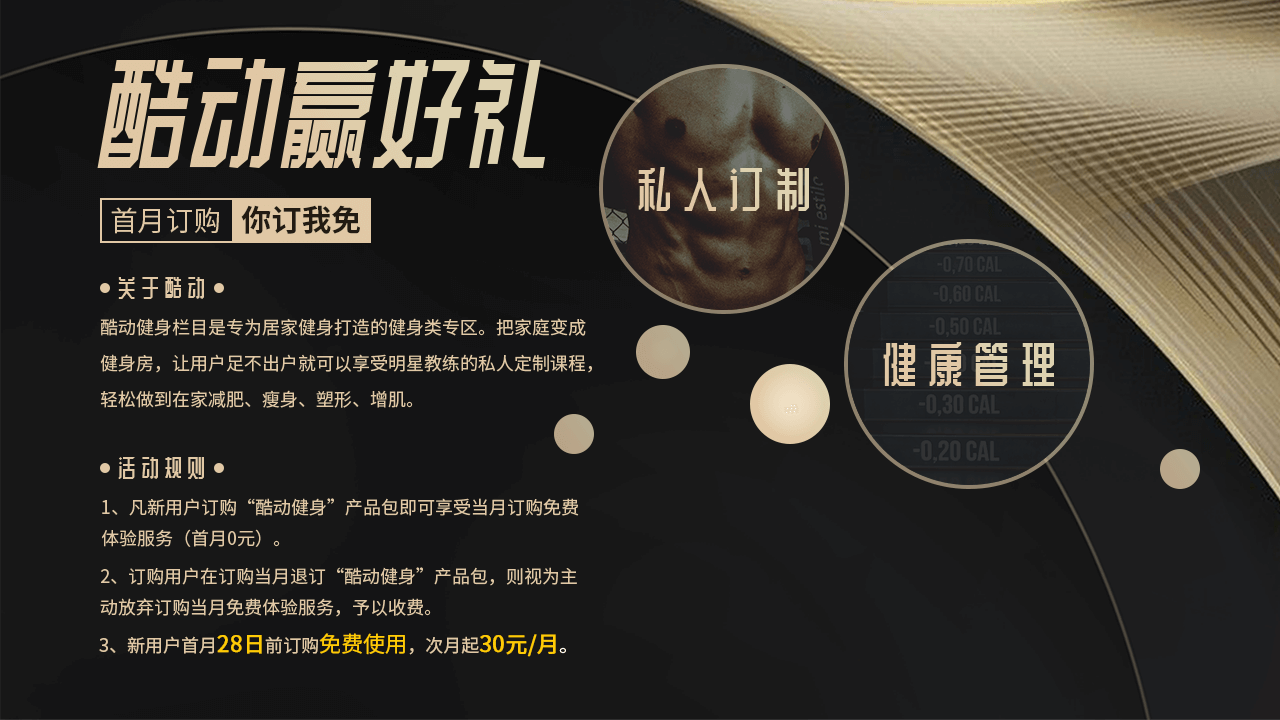 酷动赢好礼
首月订购 你订我免
关于酷动
酷动健身栏目是专为居家健身打造的健身类专区。把家庭变成
健身房，让用户足不出户就可以享受明星教练的私人定制课程，
轻松做到在家减肥、瘦身、塑形、增肌。
活动规则
1、凡新用户订购“酷动健身”产品包即可享受当月订购免费
体验服务（首月0元）。
2、订购用户在订购当月退订“酷动健身”产品包，则视为主
动放弃订购当月免费体验服务，予以收费。
3、新用户首月28日前订购免费使用，次月起30元/月。
私人订制
mi estilo
健康管理
-0,70 CAL
-0,60 CAL
-0,50 CAL
-0,30 CAL
-0,20 CAL